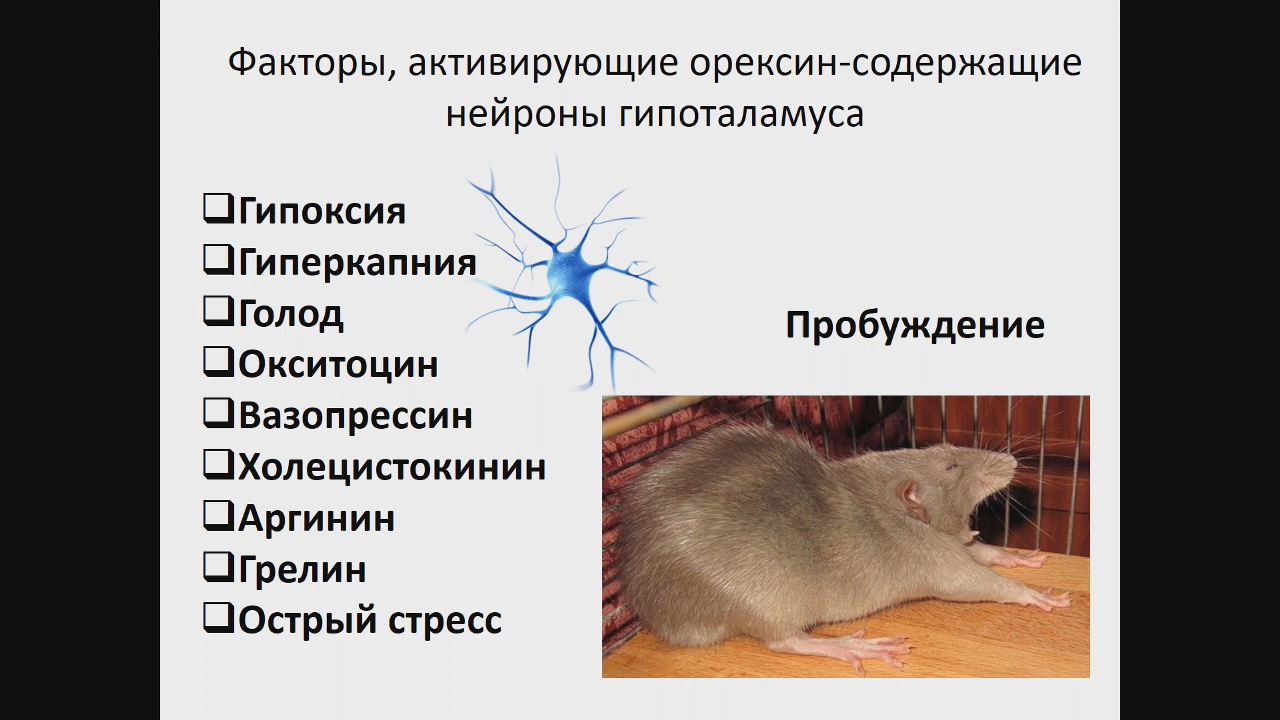 Факторы, активирующие орексин-содержащие
нейроны гипоталамуса
❑Гипоксия
❑Гиперкапния
❑Голод
❑Окситоцин
❑Вазопрессин
❑Холецистокинин
❑Аргинин
❑Грелин
❑Острый стресс
Пробуждение